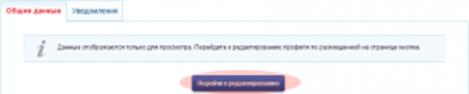 Общие данные Уведомления
Данные отображаются только для просмотра. Перейдите к редактированию профиля по размещенной на странице кнопке.
Перейти к редактированию